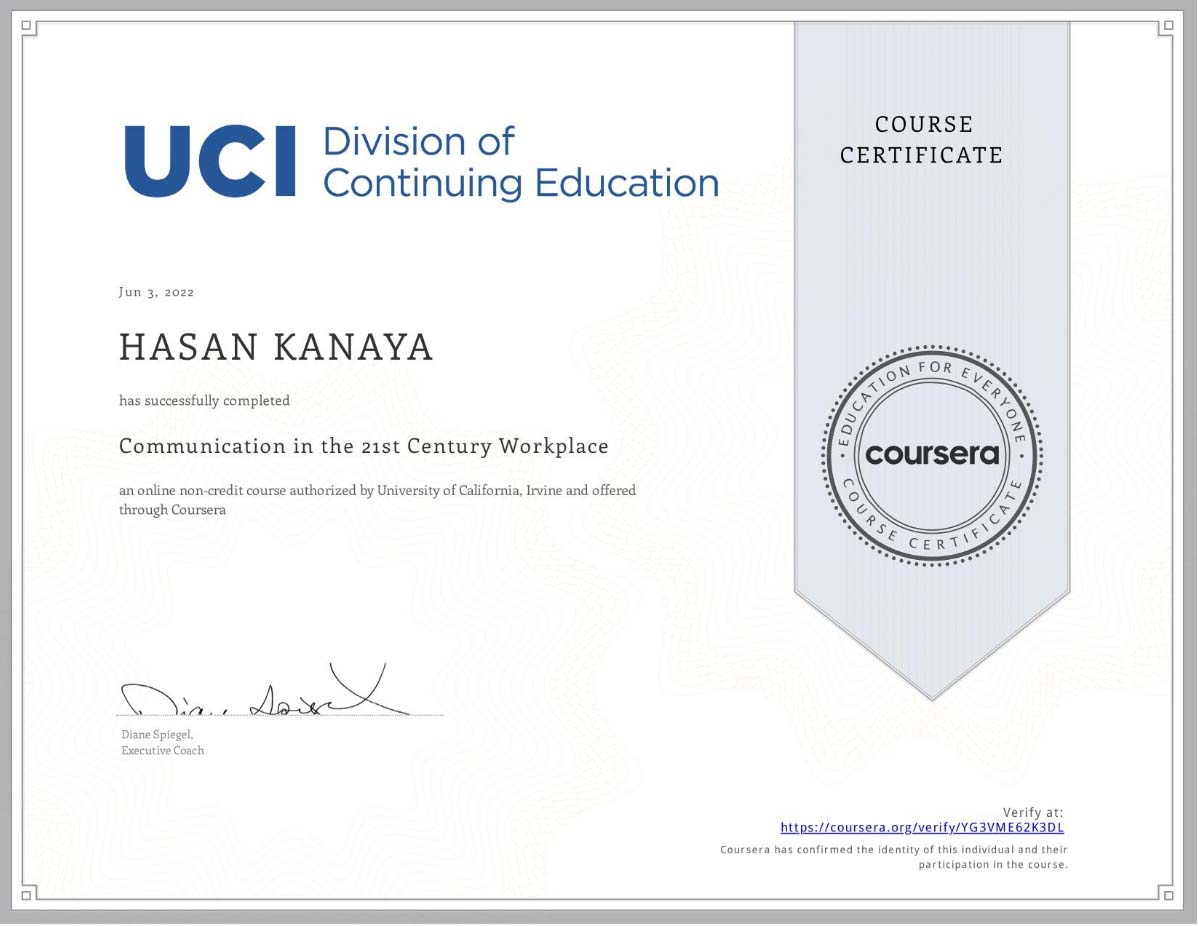 UCI Division of
Continuing Education
COURSE
CERTIFICATE
Jun 3, 2022
HASAN KANAYA
has successfully completed
Communication in the 21st Century Workplace
an online non-credit course authorized by University of California, Irvine and offered
through Coursera
EDUCATION FOR EVERYONE
coursera
COURSE CERTIFICATE
Diane Spiegel,
Executive Coach
Verify at:
https://coursera.org/verify/YG3VME62K3DL
Coursera has confirmed the identity of this individual and their
participation in the course.